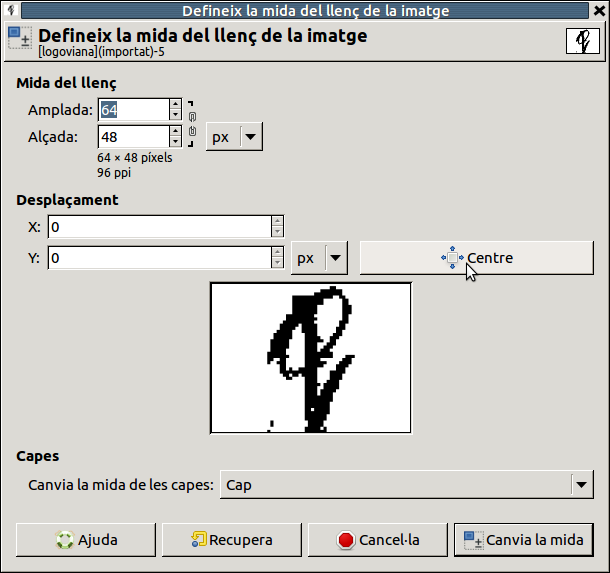 Defineix la mida del llenç de la imatge
Defineix la mida del llenç de la imatge
[logoviana](importat)-5
Mida del llenç
Amplada: 64
Alçada: 48 px
64 × 48 píxels
96 ppi
Desplaçament
X: 0
Y: 0 px Centre
Capes
Canvia la mida de les capes: Cap
Ajuda Recupera Cancel·la Canvia la mida